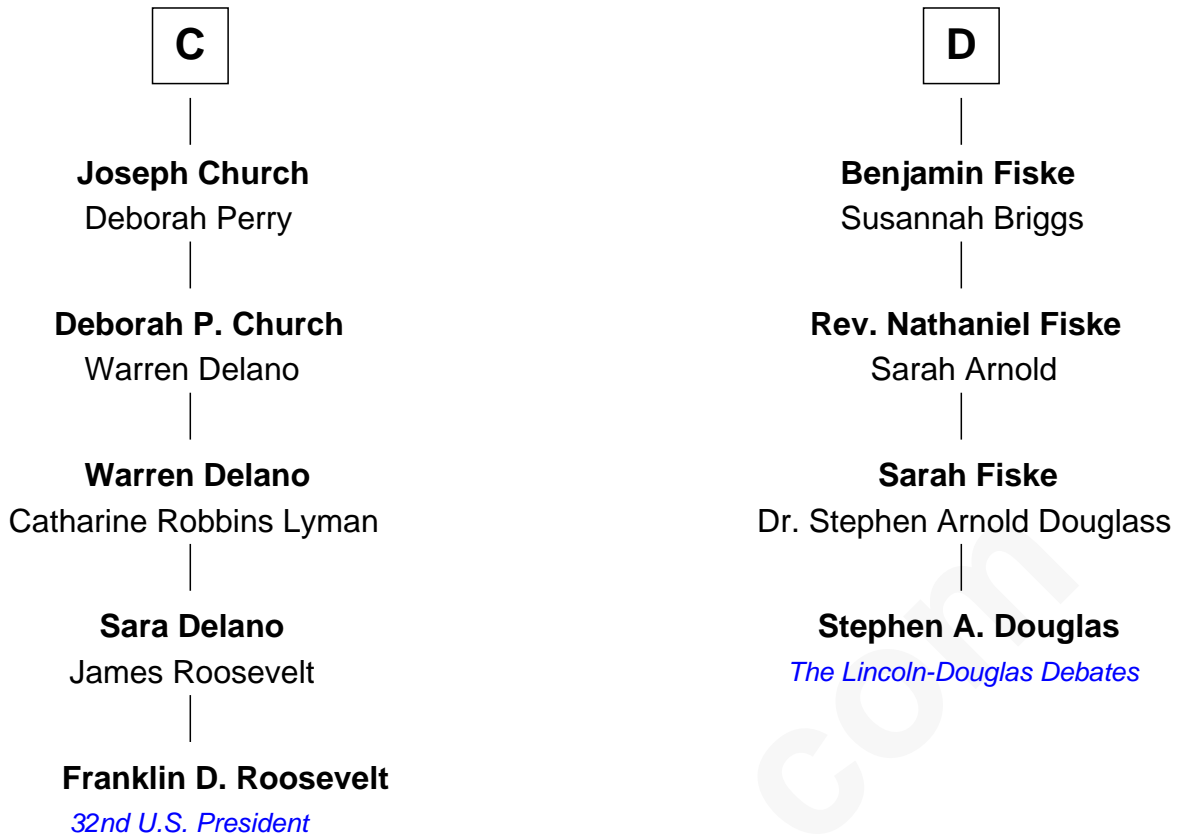 C
Joseph Church
Deborah Perry
Deborah P. Church
Warren Delano
Warren Delano
Catharine Robbins Lyman
Sara Delano
James Roosevelt
Franklin D. Roosevelt
32nd U.S. President
D
Benjamin Fiske
Susannah Briggs
Rev. Nathaniel Fiske
Sarah Arnold
Sarah Fiske
Dr. Stephen Arnold Douglass
Stephen A. Douglas
The Lincoln-Douglas Debates
com